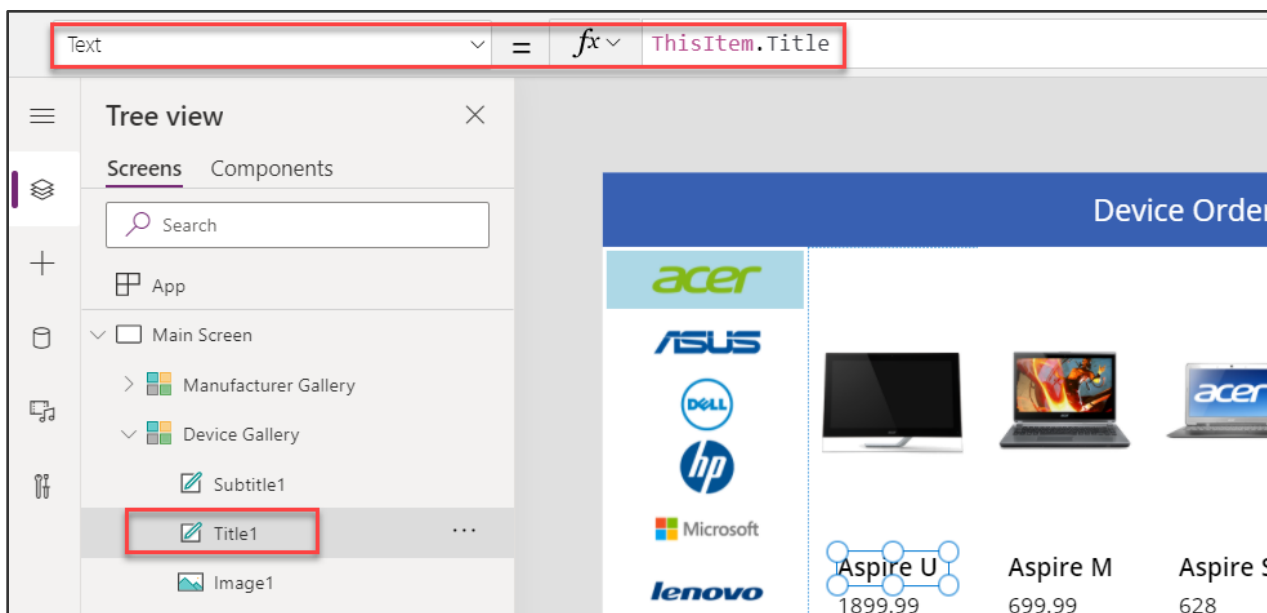 Text = fx ThisItem.Title
Tree view
Screens Components
Search
App
Main Screen
Manufacturer Gallery
Device Gallery
Subtitle1
Title1
Image1
Device Order
acer
ASUS
DELL
hp
Microsoft
lenovo
acer
Aspire U Aspire M Aspire S
1899.99 699.99 628